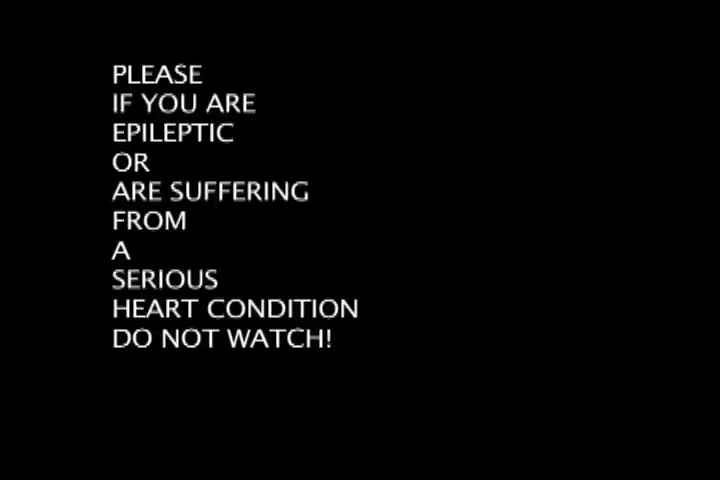 PLEASE
IF YOU ARE
EPILEPTIC
OR
ARE SUFFERING
FROM
A
SERIOUS
HEART CONDITION
DO NOT WATCH!